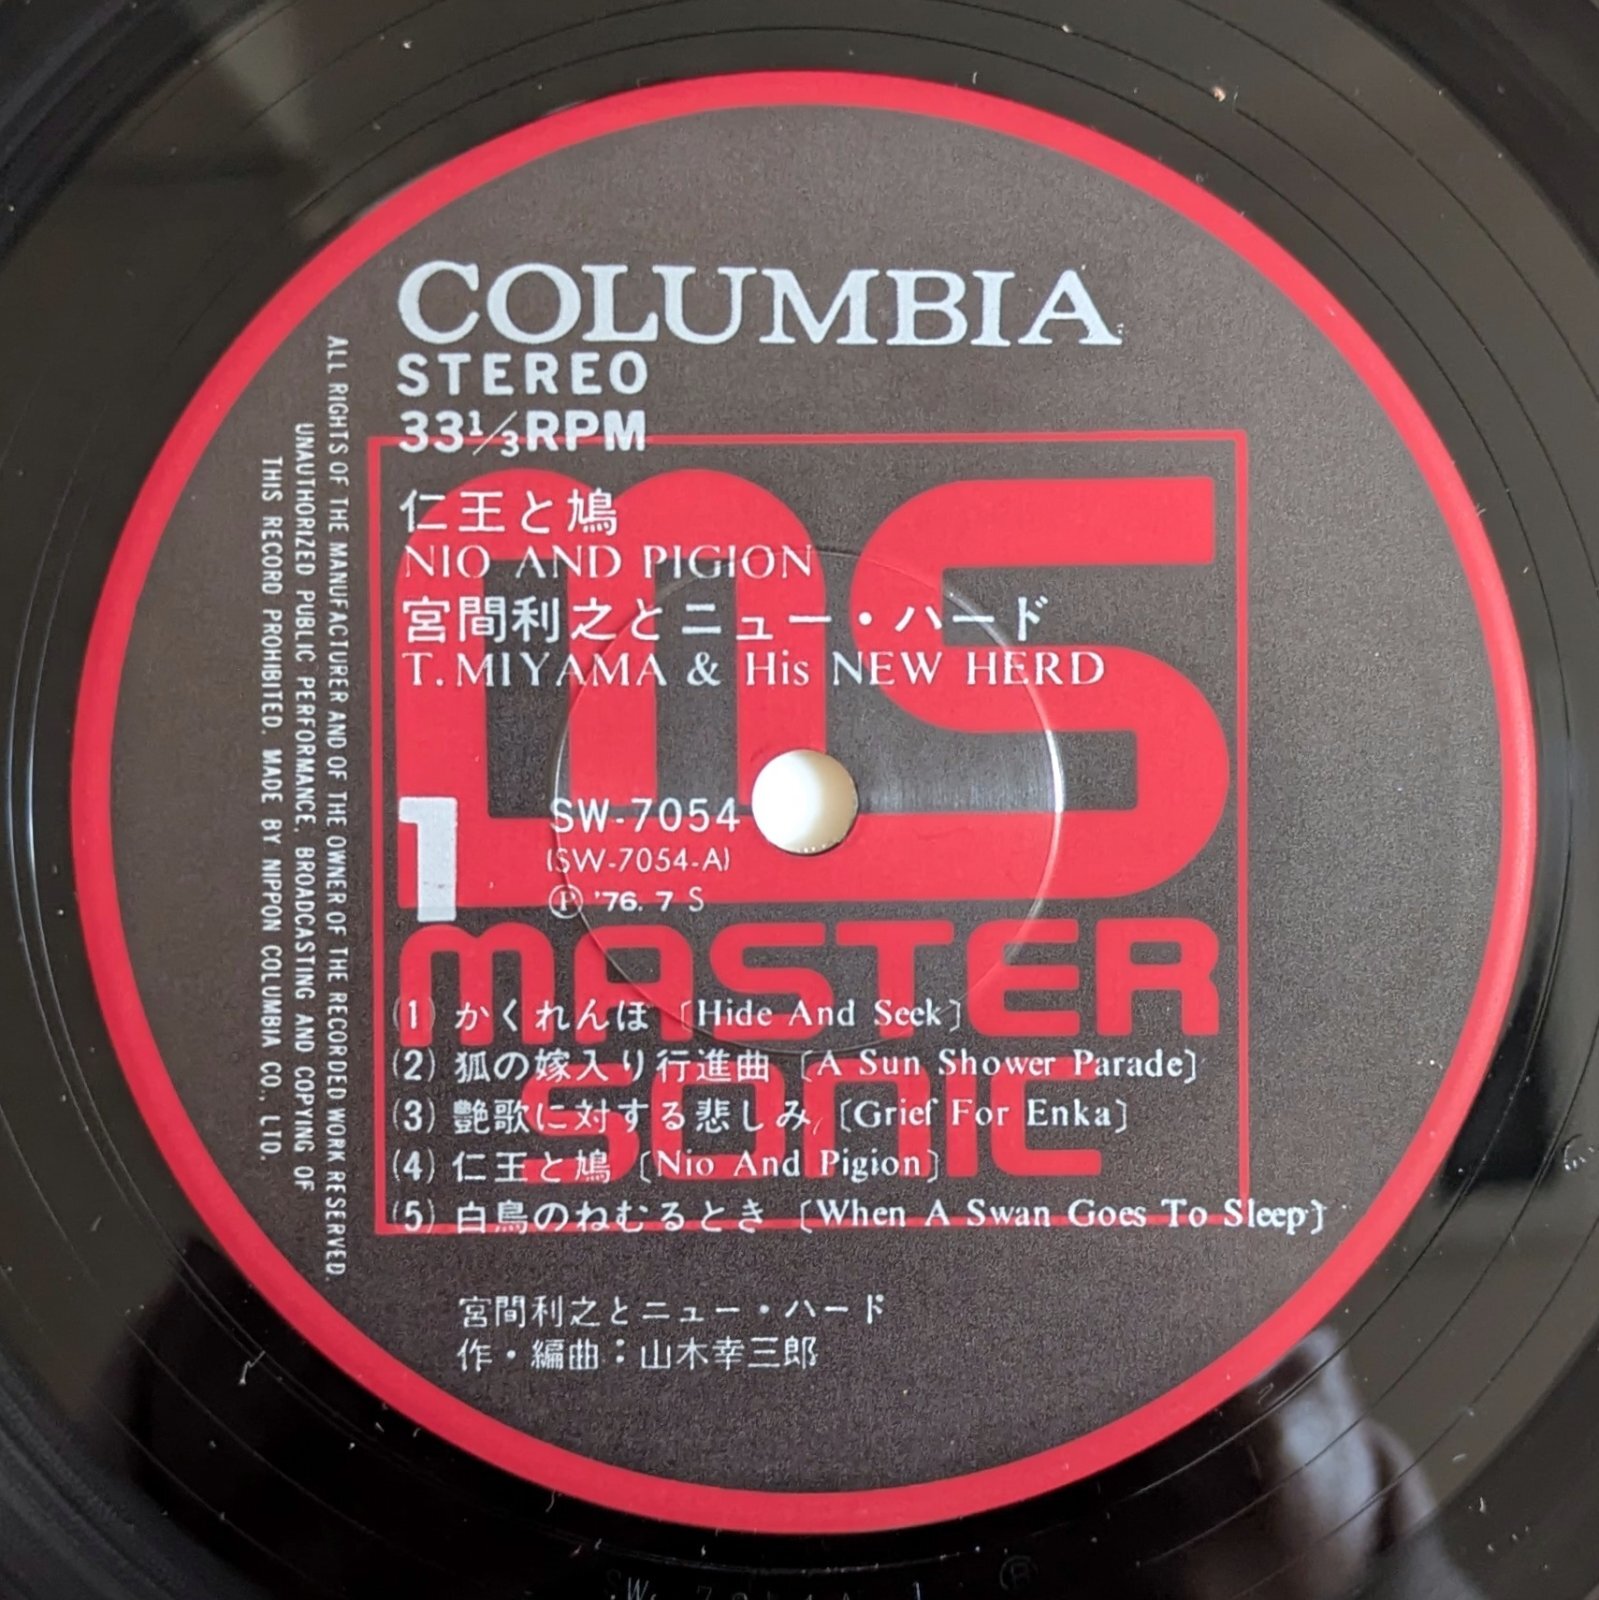 COLUMBIA
STEREO
33⅓RPM
仁王と鳩
NIO AND PIGION
宮間利之とニュー・ハード
T. MIYAMA & His NEW HERD
ms
1
SW-7054
(SW-7054-A)
Ⓟ '76. 7 S
MASTER
SONIC
(1) かくれんぼ 〔Hide And Seek〕
(2) 狐の嫁入り行進曲 〔A Sun Shower Parade〕
(3) 艶歌に対する悲しみ 〔Grief For Enka〕
(4) 仁王と鳩 〔Nio And Pigion〕
(5) 白鳥のねむるとき 〔When A Swan Goes To Sleep〕
宮間利之とニュー・ハード
作・編曲：山木幸三郎
ALL RIGHTS OF THE MANUFACTURER AND OF THE OWNER OF THE RECORDED WORK RESERVED.
UNAUTHORIZED PUBLIC PERFORMANCE, BROADCASTING AND COPYING OF
THIS RECORD PROHIBITED. MADE BY NIPPON COLUMBIA CO., LTD.